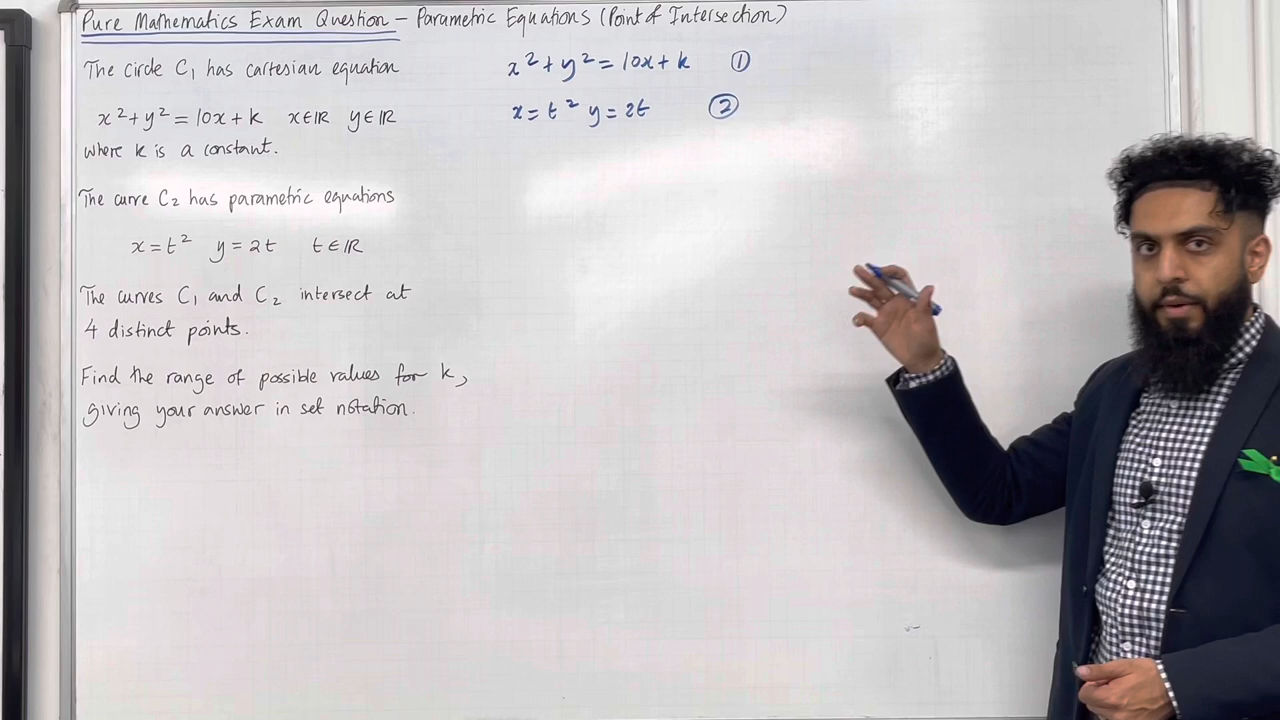 Pure Mathematics Exam Question – Parametric Equations (Point of Intersection)
The circle C₁ has cartesian equation
x² + y² = 10x + k x∈ℝ y∈ℝ
where k is a constant.
The curve C₂ has parametric equations
x = t² y = 2t t∈ℝ
The curves C₁ and C₂ intersect at
4 distinct points.
Find the range of possible values for k,
giving your answer in set notation.
x² + y² = 10x + k ①
x = t² y = 2t ②